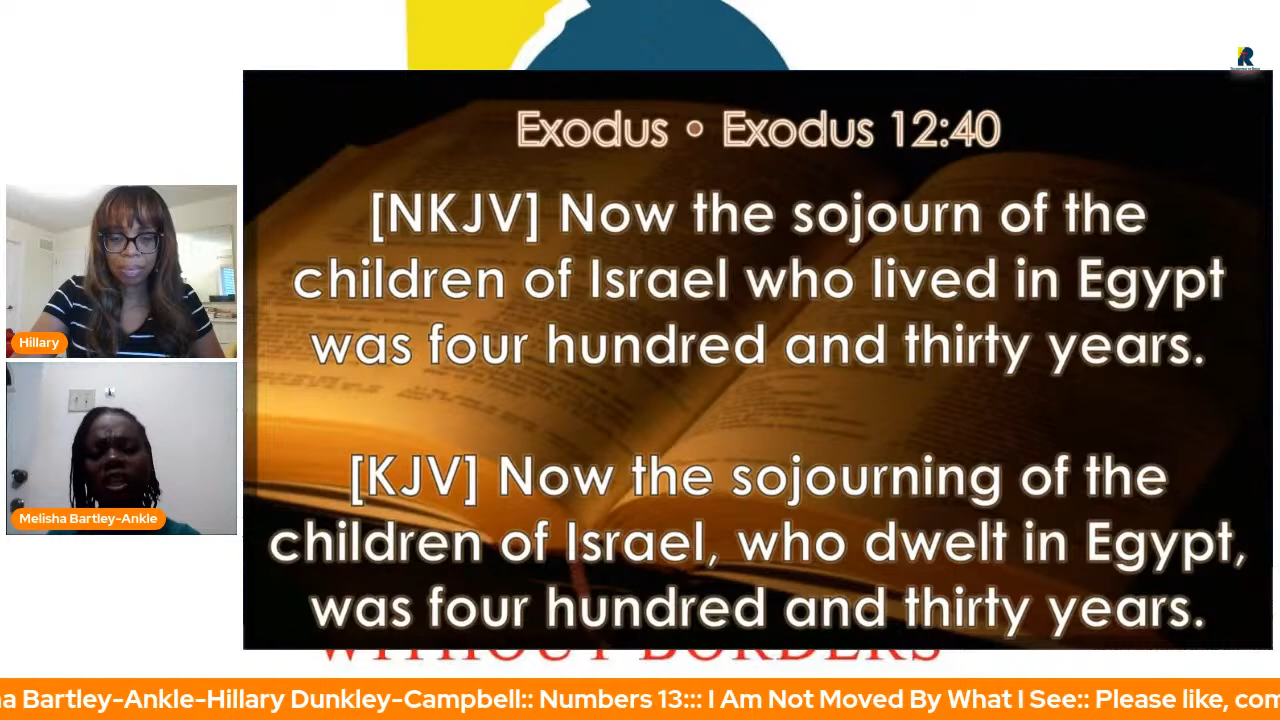 Exodus • Exodus 12:40
[NKJV] Now the sojourn of the
children of Israel who lived in Egypt
was four hundred and thirty years.
[KJV] Now the sojourning of the
children of Israel, who dwelt in Egypt,
was four hundred and thirty years.
Hillary
Melisha Bartley-Ankle
WITHOUT BORDERS
na Bartley-Ankle-Hillary Dunkley-Campbell:: Numbers 13::: I Am Not Moved By What I See:: Please like, com